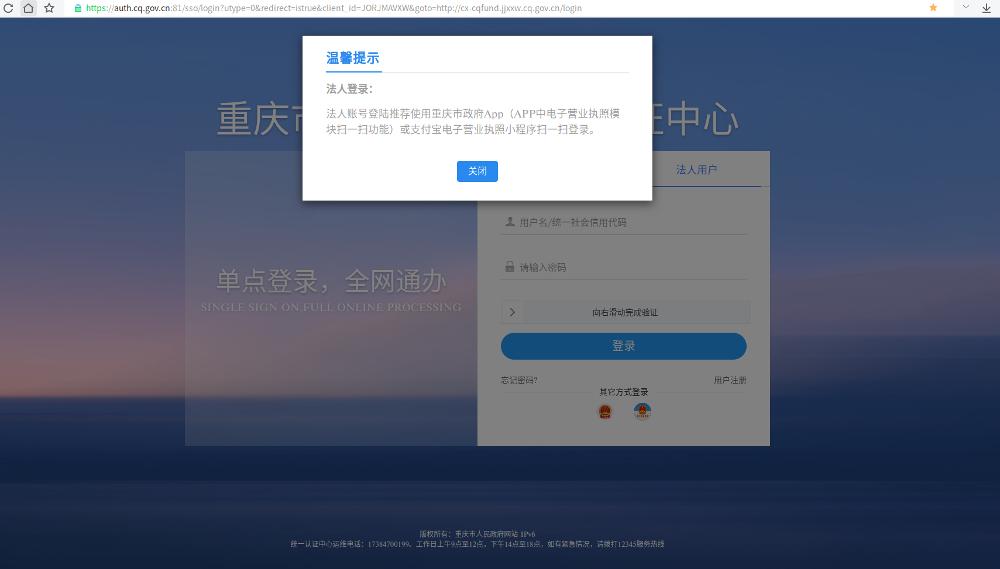 https://auth.cq.gov.cn:81/sso/login?utype=0&redirect=istrue&client_id=JORJMAVXW&goto=http://cx-cqfund.jjxxw.cq.gov.cn/login
温馨提示
法人登录：
法人账号登陆推荐使用重庆市政府App（APP中电子营业执照模
块扫一扫功能）或支付宝电子营业执照小程序扫一扫登录。
关闭
重庆
中心
法人用户
用户名/统一社会信用代码
请输入密码
单点登录，全网通办
SINGLE SIGN ON,FULL ONLINE PROCESSING
向右滑动完成验证
登录
忘记密码?
用户注册
其它方式登录
版权所有：重庆市人民政府网站 IPv6
统一认证中心运维电话：17384700199。工作日上午9点至12点，下午14点至18点，如有紧急情况，请拨打12345服务热线